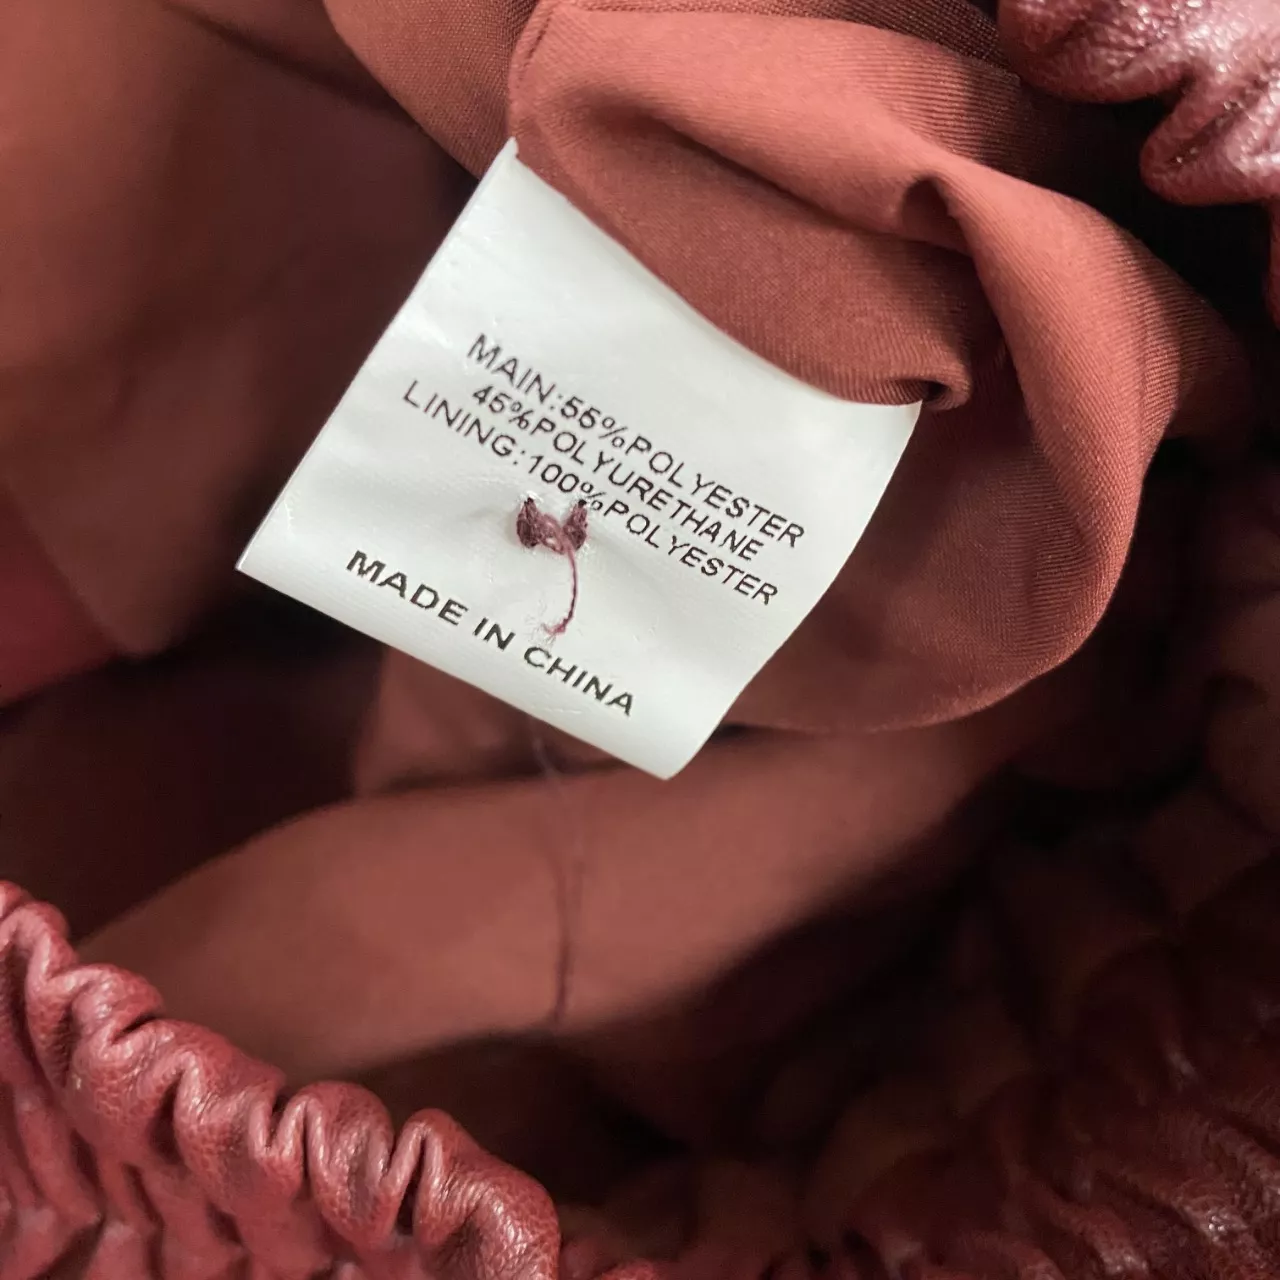 MAIN:55%POLYESTER
45%POLYURETHANE
LINING:100%POLYESTER
MADE IN CHINA